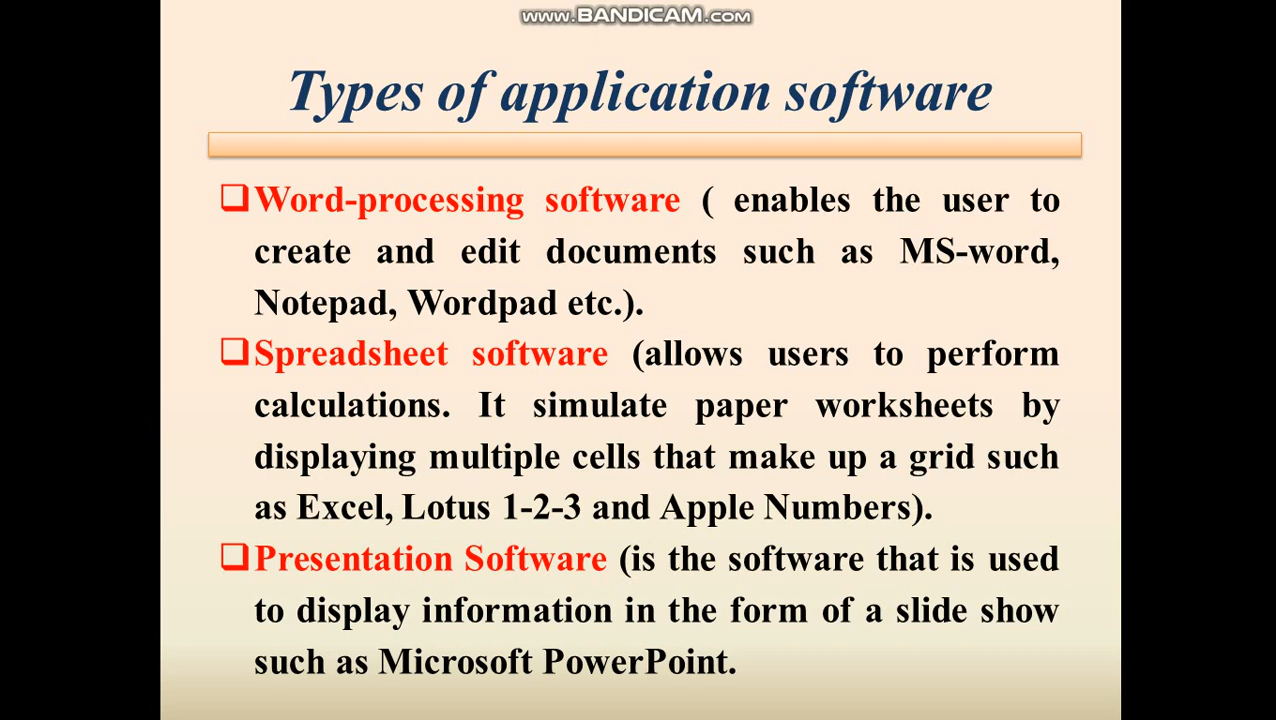 www.BANDICAM.com
Types of application software
Word-processing software ( enables the user to
create and edit documents such as MS-word,
Notepad, Wordpad etc.).
Spreadsheet software (allows users to perform
calculations. It simulate paper worksheets by
displaying multiple cells that make up a grid such
as Excel, Lotus 1-2-3 and Apple Numbers).
Presentation Software (is the software that is used
to display information in the form of a slide show
such as Microsoft PowerPoint.